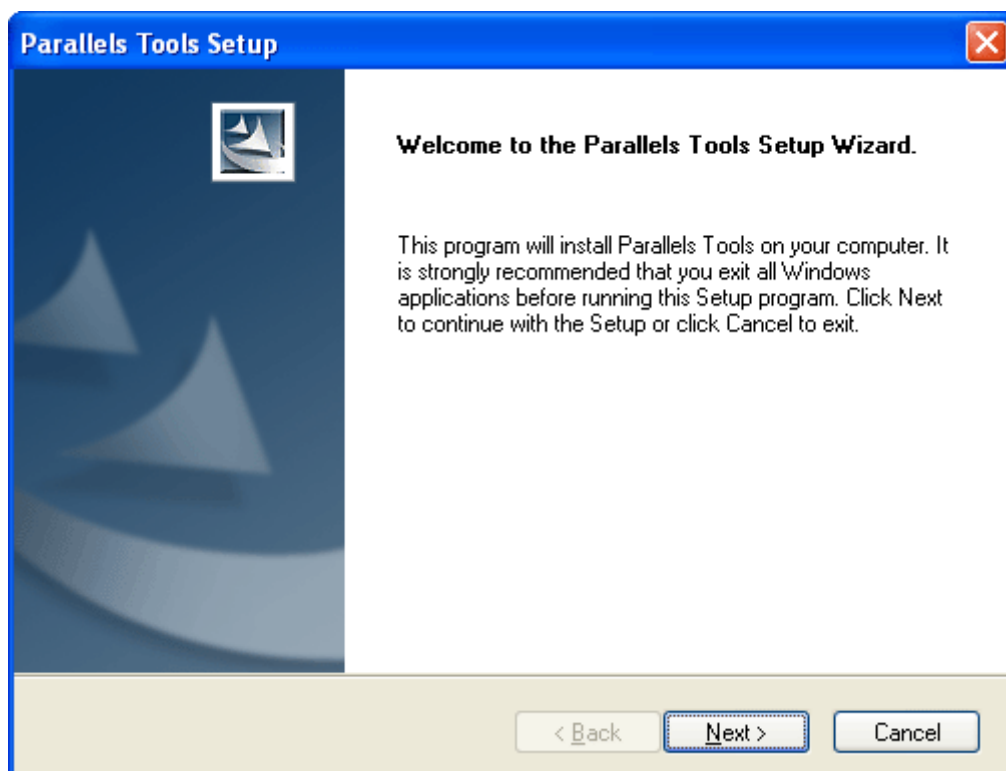 Parallels Tools Setup
Welcome to the Parallels Tools Setup Wizard.
This program will install Parallels Tools on your computer. It
is strongly recommended that you exit all Windows
applications before running this Setup program. Click Next
to continue with the Setup or click Cancel to exit.
< Back
Next >
Cancel